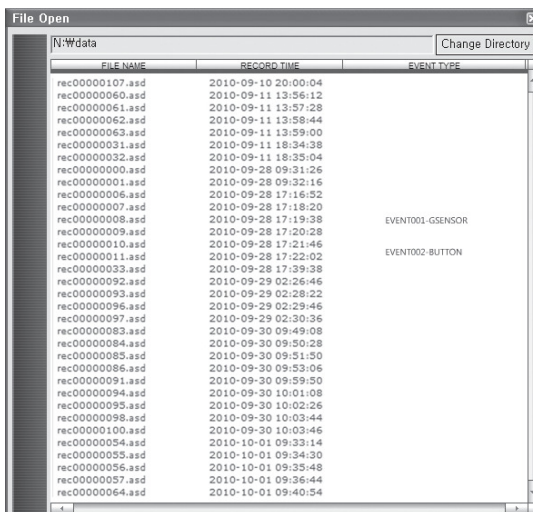 File Open
N:₩data
Change Directory
FILE NAME RECORD TIME EVENT TYPE
rec00000107.asd 2010-09-10 20:00:04
rec00000060.asd 2010-09-11 13:56:12
rec00000061.asd 2010-09-11 13:57:28
rec00000062.asd 2010-09-11 13:58:44
rec00000063.asd 2010-09-11 13:59:00
rec00000031.asd 2010-09-11 18:34:38
rec00000032.asd 2010-09-11 18:35:04
rec00000000.asd 2010-09-28 09:31:26
rec00000001.asd 2010-09-28 09:32:16
rec00000006.asd 2010-09-28 17:16:52
rec00000007.asd 2010-09-28 17:18:20
rec00000008.asd 2010-09-28 17:19:38 EVENT001-GSENSOR
rec00000009.asd 2010-09-28 17:20:28
rec00000010.asd 2010-09-28 17:21:46 EVENT002-BUTTON
rec00000011.asd 2010-09-28 17:22:02
rec00000033.asd 2010-09-28 17:39:38
rec00000092.asd 2010-09-29 02:26:46
rec00000093.asd 2010-09-29 02:28:22
rec00000096.asd 2010-09-29 02:29:46
rec00000097.asd 2010-09-29 02:30:36
rec00000083.asd 2010-09-30 09:49:08
rec00000084.asd 2010-09-30 09:50:28
rec00000085.asd 2010-09-30 09:51:50
rec00000086.asd 2010-09-30 09:53:06
rec00000091.asd 2010-09-30 09:59:50
rec00000094.asd 2010-09-30 10:01:08
rec00000095.asd 2010-09-30 10:02:26
rec00000098.asd 2010-09-30 10:03:44
rec00000100.asd 2010-09-30 10:03:46
rec00000054.asd 2010-10-01 09:33:14
rec00000055.asd 2010-10-01 09:34:30
rec00000056.asd 2010-10-01 09:35:48
rec00000057.asd 2010-10-01 09:36:44
rec00000064.asd 2010-10-01 09:40:54